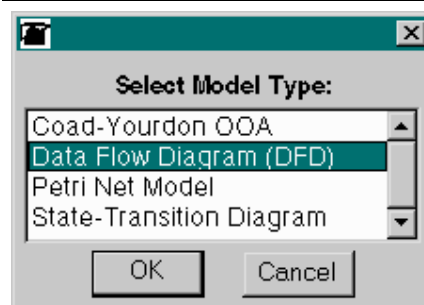 Select Model Type:
Coad-Yourdon OOA
Data Flow Diagram (DFD)
Petri Net Model
State-Transition Diagram
OK Cancel